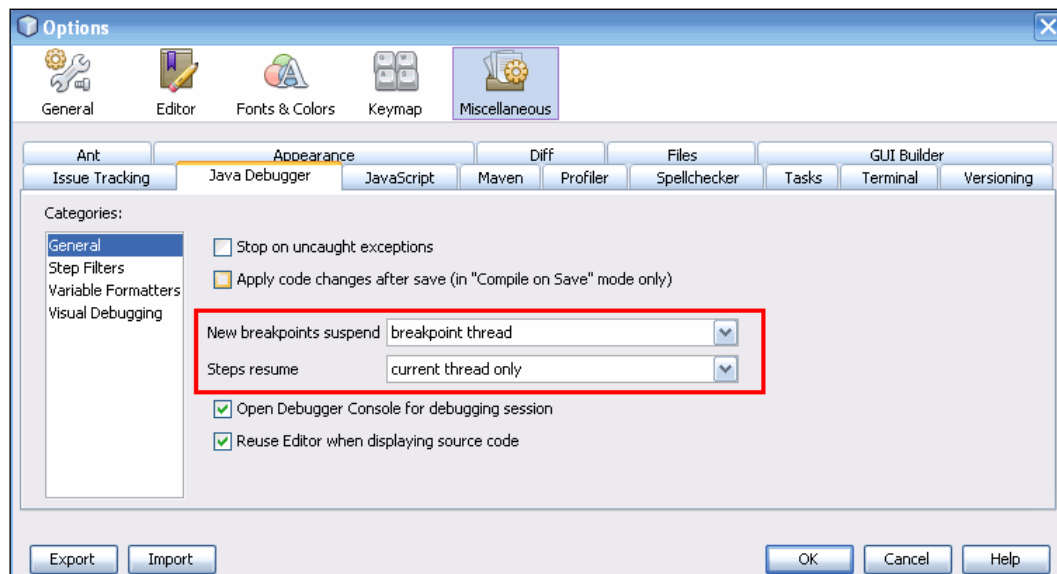 Options
General Editor Fonts & Colors Keymap Miscellaneous
Ant Appearance Diff Files GUI Builder
Issue Tracking Java Debugger JavaScript Maven Profiler Spellchecker Tasks Terminal Versioning
Categories:
General
Step Filters
Variable Formatters
Visual Debugging
Stop on uncaught exceptions
Apply code changes after save (in "Compile on Save" mode only)
New breakpoints suspend breakpoint thread
Steps resume current thread only
Open Debugger Console for debugging session
Reuse Editor when displaying source code
Export Import OK Cancel Help